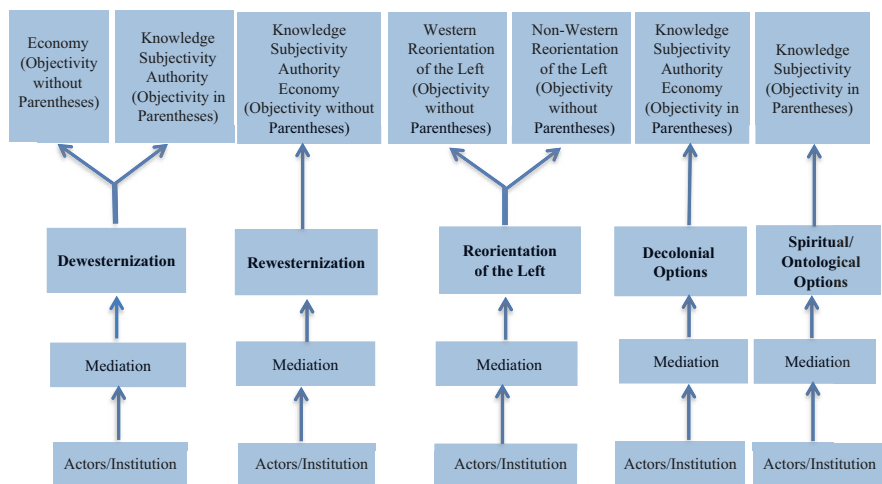 Economy
(Objectivity
without
Parentheses)
Knowledge
Subjectivity
Authority
(Objectivity in
Parentheses)
Knowledge
Subjectivity
Authority
Economy
(Objectivity without
Parentheses)
Western
Reorientation
of the Left
(Objectivity
without
Parentheses)
Non-Western
Reorientation
of the Left
(Objectivity
without
Parentheses)
Knowledge
Subjectivity
Authority
Economy
(Objectivity in
Parentheses)
Knowledge
Subjectivity
(Objectivity in
Parentheses)
Dewesternization
Rewesternization
Reorientation
of the Left
Decolonial
Options
Spiritual/
Ontological
Options
Mediation
Mediation
Mediation
Mediation
Mediation
Actors/Institution
Actors/Institution
Actors/Institution
Actors/Institution
Actors/Institution